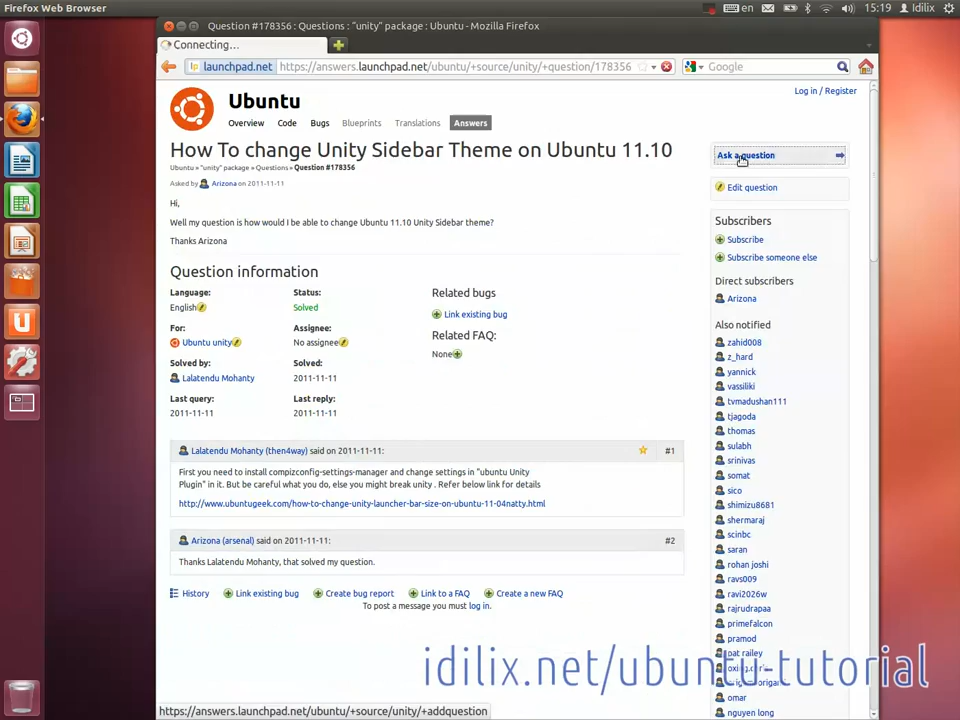 Firefox Web Browser
en
15:19
Idilix
Question #178356 : Questions : "unity" package : Ubuntu - Mozilla Firefox
Connecting…
launchpad.net
https://answers.launchpad.net/ubuntu/+source/unity/+question/178356
Google
Log in / Register
Ubuntu
Overview Code Bugs Blueprints Translations Answers
How To change Unity Sidebar Theme on Ubuntu 11.10
Ubuntu » "unity" package » Questions » Question #178356
Asked by Arizona on 2011-11-11
Hi,
Well my question is how would I be able to change Ubuntu 11.10 Unity Sidebar theme?
Thanks Arizona
Question information
Language:
English
Status:
Solved
For:
Ubuntu unity
Assignee:
No assignee
Solved by:
Lalatendu Mohanty
Solved:
2011-11-11
Last query:
2011-11-11
Last reply:
2011-11-11
Related bugs
Link existing bug
Related FAQ:
None
Lalatendu Mohanty (then4way) said on 2011-11-11: #1
First you need to install compizconfig-settings-manager and change settings in "ubuntu Unity
Plugin" in it. But be careful what you do, else you might break unity . Refer below link for details
http://www.ubuntugeek.com/how-to-change-unity-launcher-bar-size-on-ubuntu-11-04natty.html
Arizona (arsenal) said on 2011-11-11: #2
Thanks Lalatendu Mohanty, that solved my question.
History Link existing bug Create bug report Link to a FAQ Create a new FAQ
To post a message you must log in.
Ask a question
Edit question
Subscribers
Subscribe
Subscribe someone else
Direct subscribers
Arizona
Also notified
zahid008
z_hard
yannick
vassiliki
tvmadushan111
tjagoda
thomas
sulabh
srinivas
somat
sico
shimizu8681
shermaraj
scinbc
saran
rohan joshi
ravs009
ravi2026w
rajrudrapaa
primefalcon
pramod
pat railey
omar
nguyen long
idilix.net/ubuntu-tutorial
https://answers.launchpad.net/ubuntu/+source/unity/+addquestion